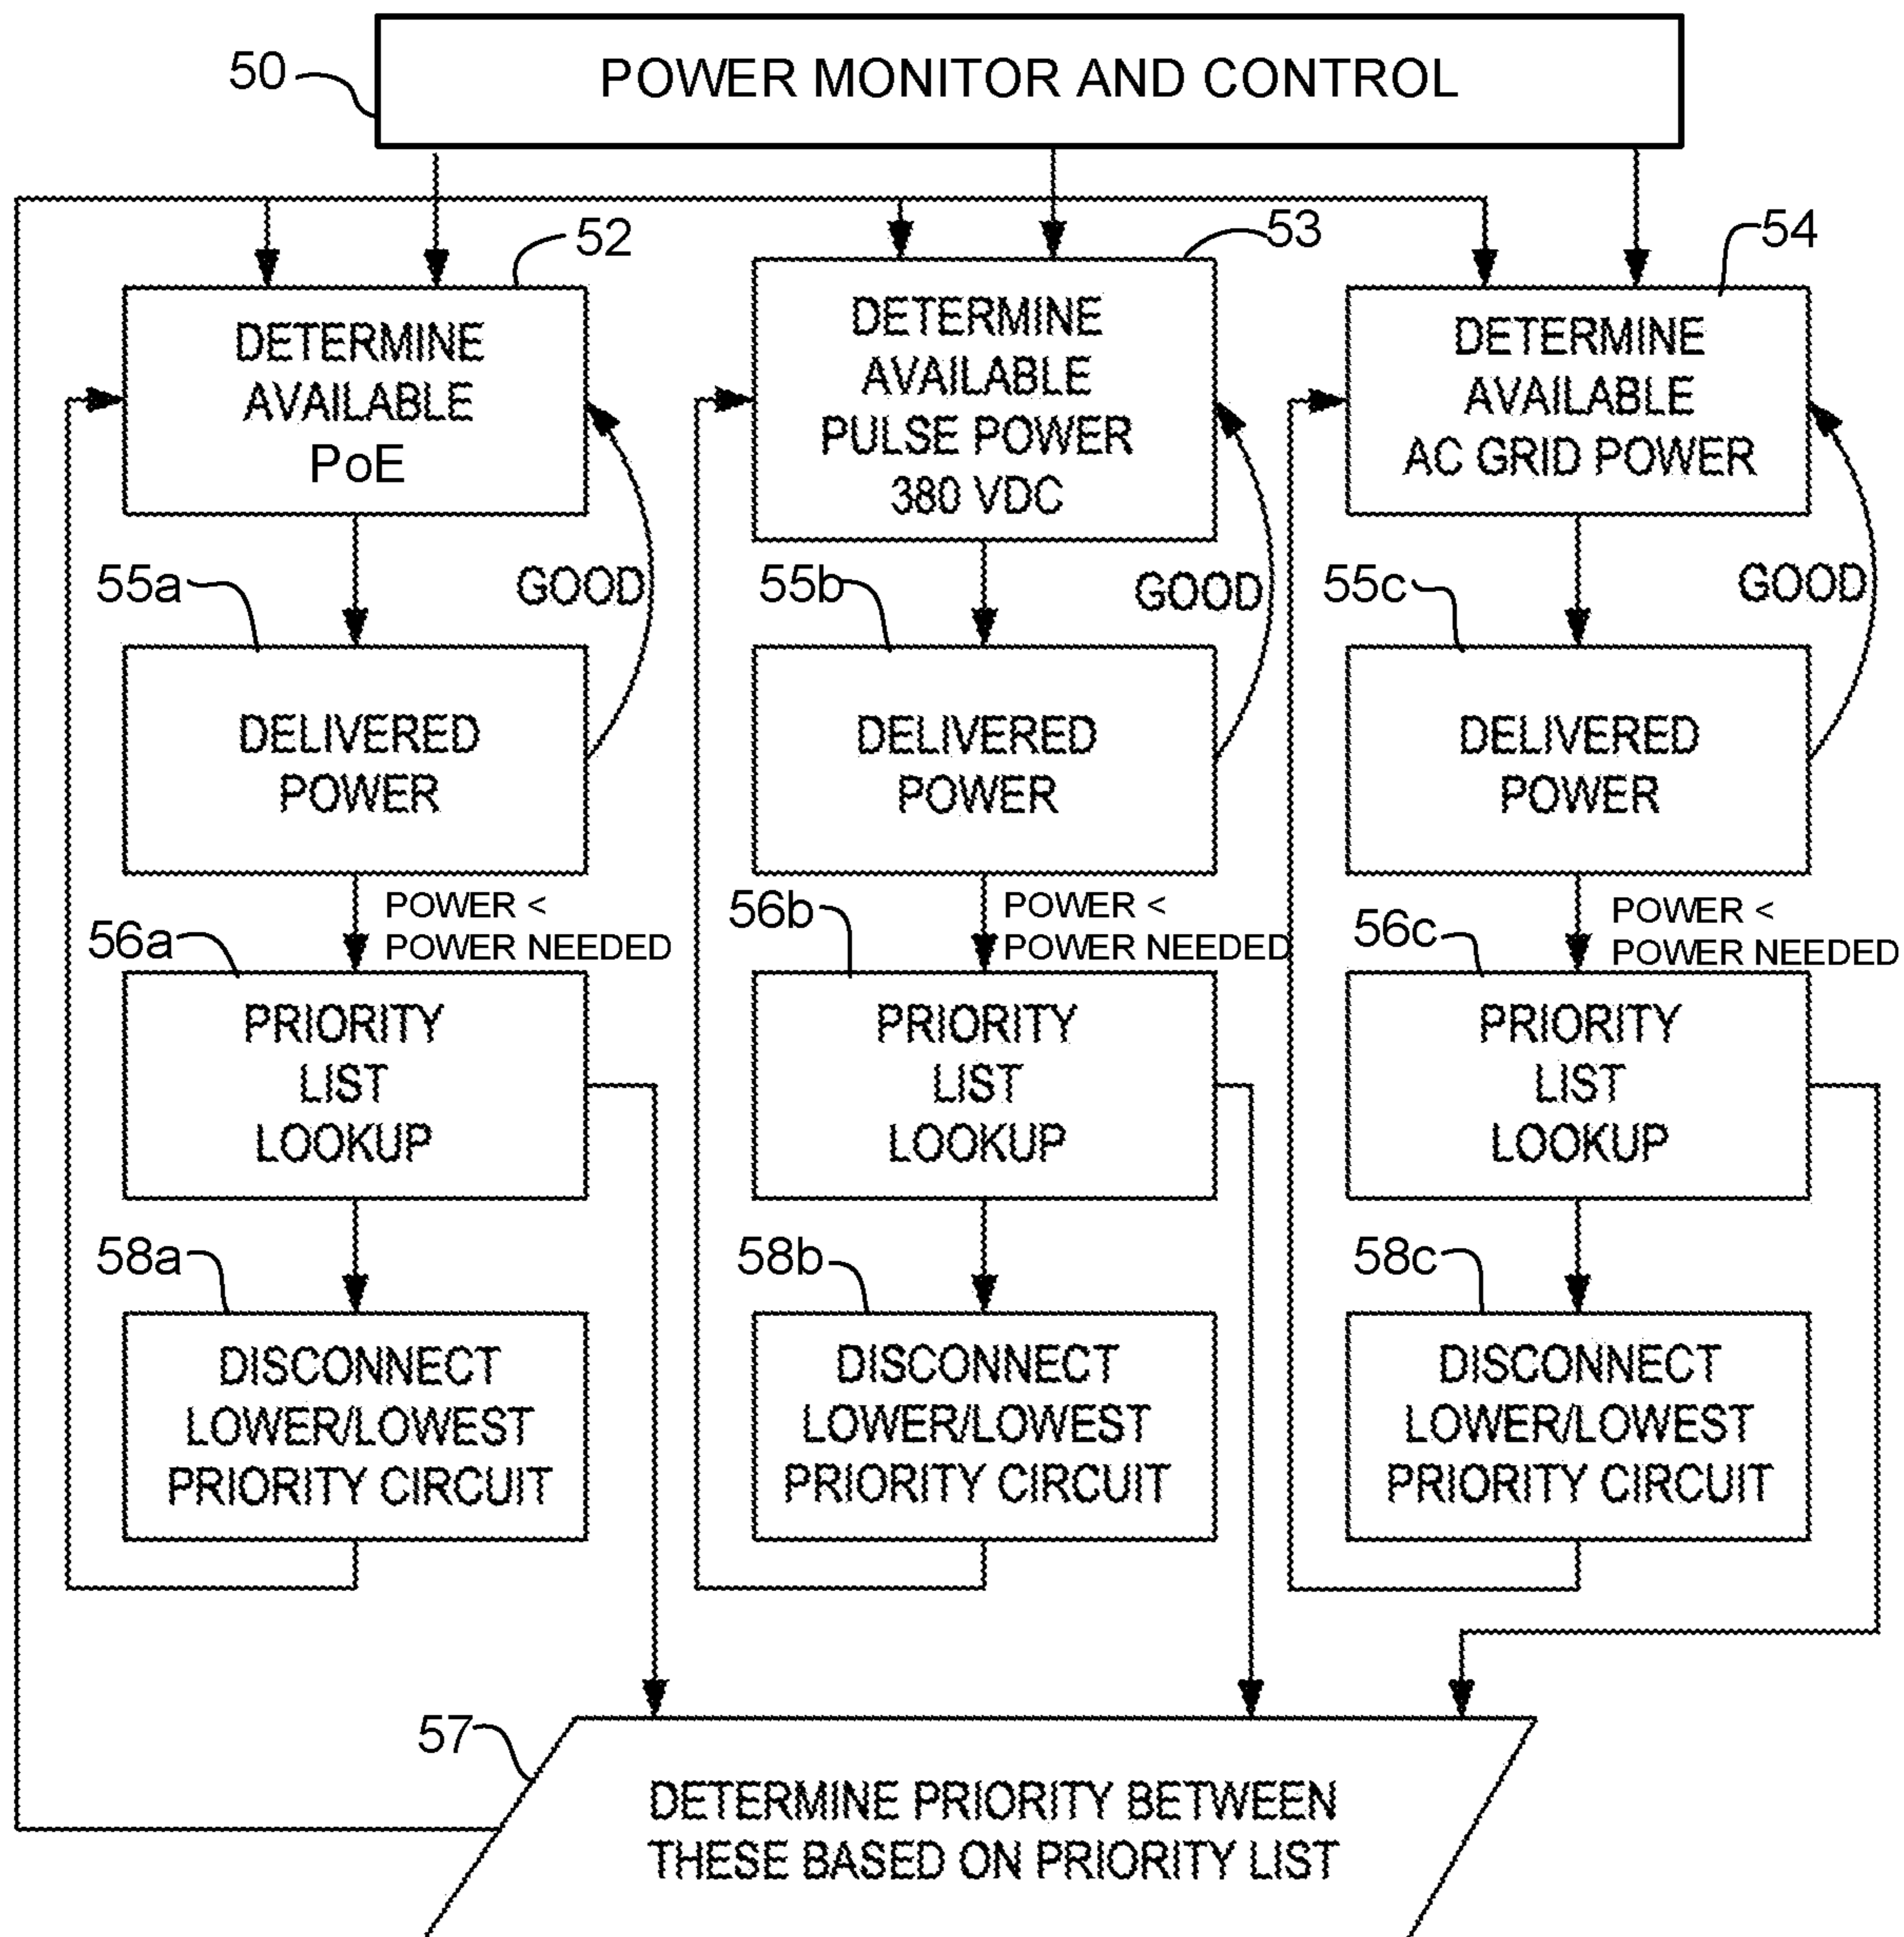 50
POWER MONITOR AND CONTROL
52
53
54
DETERMINE
AVAILABLE
PoE
DETERMINE
AVAILABLE
PULSE POWER
380 VDC
DETERMINE
AVAILABLE
AC GRID POWER
55a
GOOD
55b
GOOD
55c
GOOD
DELIVERED
POWER
DELIVERED
POWER
DELIVERED
POWER
POWER <
POWER NEEDED
POWER <
POWER NEEDED
POWER <
POWER NEEDED
56a
56b
56c
PRIORITY
LIST
LOOKUP
PRIORITY
LIST
LOOKUP
PRIORITY
LIST
LOOKUP
58a
58b
58c
DISCONNECT
LOWER/LOWEST
PRIORITY CIRCUIT
DISCONNECT
LOWER/LOWEST
PRIORITY CIRCUIT
DISCONNECT
LOWER/LOWEST
PRIORITY CIRCUIT
57
DETERMINE PRIORITY BETWEEN
THESE BASED ON PRIORITY LIST